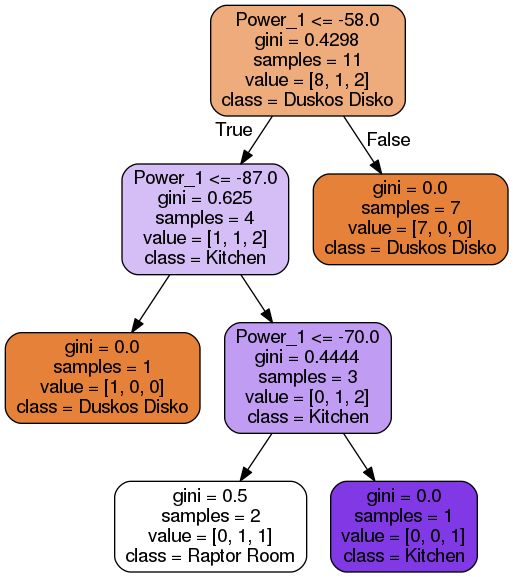 Power_1 <= -58.0
gini = 0.4298
samples = 11
value = [8, 1, 2]
class = Duskos Disko
True
False
Power_1 <= -87.0
gini = 0.625
samples = 4
value = [1, 1, 2]
class = Kitchen
gini = 0.0
samples = 7
value = [7, 0, 0]
class = Duskos Disko
gini = 0.0
samples = 1
value = [1, 0, 0]
class = Duskos Disko
Power_1 <= -70.0
gini = 0.4444
samples = 3
value = [0, 1, 2]
class = Kitchen
gini = 0.5
samples = 2
value = [0, 1, 1]
class = Raptor Room
gini = 0.0
samples = 1
value = [0, 0, 1]
class = Kitchen